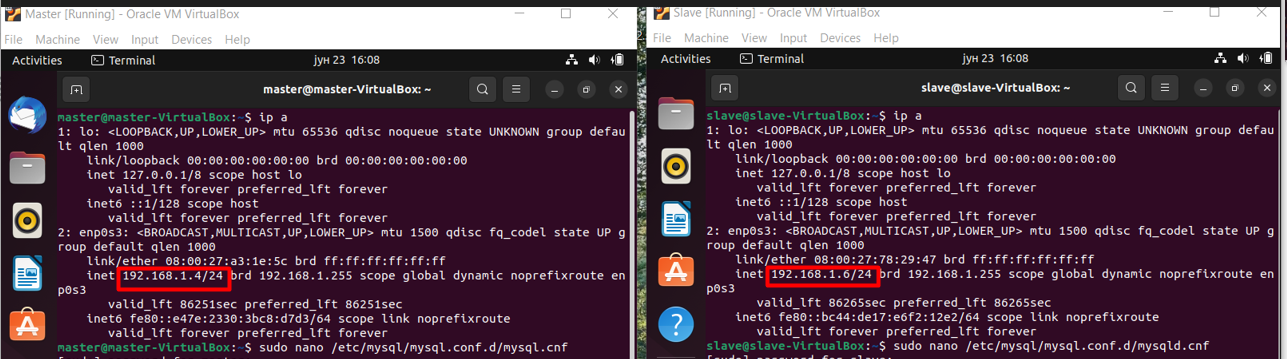 Master [Running] - Oracle VM VirtualBox
File Machine View Input Devices Help
Activities Terminal јун 23 16:08
master@master-VirtualBox: ~
master@master-VirtualBox:~$ ip a
1: lo: <LOOPBACK,UP,LOWER_UP> mtu 65536 qdisc noqueue state UNKNOWN group defau
lt qlen 1000
link/loopback 00:00:00:00:00:00 brd 00:00:00:00:00:00
inet 127.0.0.1/8 scope host lo
valid_lft forever preferred_lft forever
inet6 ::1/128 scope host
valid_lft forever preferred_lft forever
2: enp0s3: <BROADCAST,MULTICAST,UP,LOWER_UP> mtu 1500 qdisc fq_codel state UP g
roup default qlen 1000
link/ether 08:00:27:a3:1e:5c brd ff:ff:ff:ff:ff:ff
inet 192.168.1.4/24 brd 192.168.1.255 scope global dynamic noprefixroute en
p0s3
valid_lft 86251sec preferred_lft 86251sec
inet6 fe80::e47e:2330:3bc8:d7d3/64 scope link noprefixroute
valid_lft forever preferred_lft forever
master@master-VirtualBox:~$ sudo nano /etc/mysql/mysql.conf.d/mysql.cnf
Slave [Running] - Oracle VM VirtualBox
File Machine View Input Devices Help
Activities Terminal јун 23 16:08
slave@slave-VirtualBox: ~
slave@slave-VirtualBox:~$ ip a
1: lo: <LOOPBACK,UP,LOWER_UP> mtu 65536 qdisc noqueue state UNKNOWN group defau
lt qlen 1000
link/loopback 00:00:00:00:00:00 brd 00:00:00:00:00:00
inet 127.0.0.1/8 scope host lo
valid_lft forever preferred_lft forever
inet6 ::1/128 scope host
valid_lft forever preferred_lft forever
2: enp0s3: <BROADCAST,MULTICAST,UP,LOWER_UP> mtu 1500 qdisc fq_codel state UP g
roup default qlen 1000
link/ether 08:00:27:78:29:47 brd ff:ff:ff:ff:ff:ff
inet 192.168.1.6/24 brd 192.168.1.255 scope global dynamic noprefixroute en
p0s3
valid_lft 86265sec preferred_lft 86265sec
inet6 fe80::bc44:de17:e6f2:12e2/64 scope link noprefixroute
valid_lft forever preferred_lft forever
slave@slave-VirtualBox:~$ sudo nano /etc/mysql/mysql.conf.d/mysqld.cnf